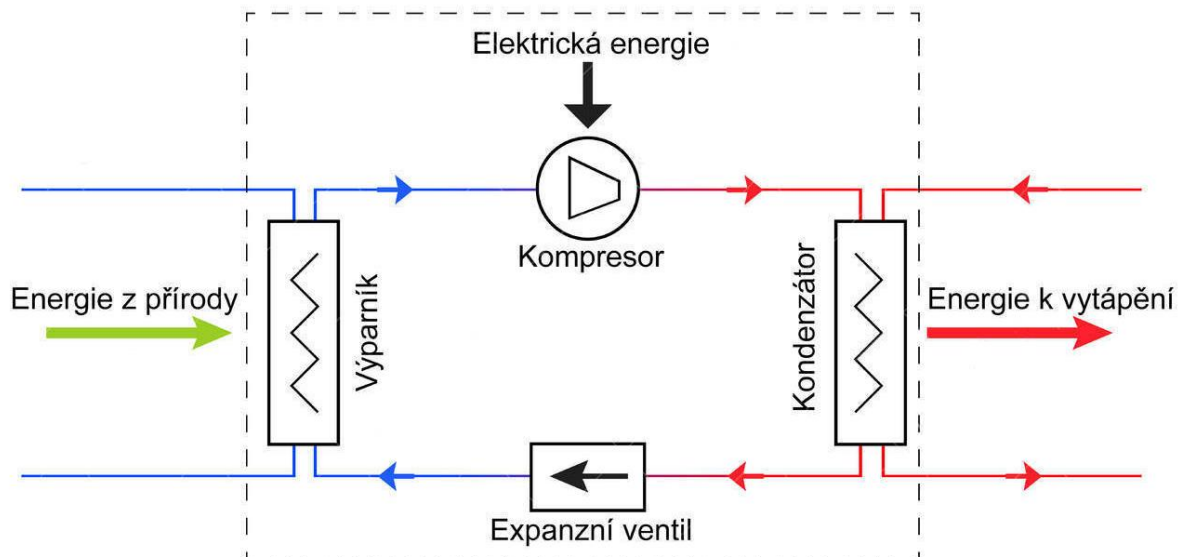 Elektrická energie
Kompresor
Energie z přírody
Výparník
Kondenzátor
Energie k vytápění
Expanzní ventil